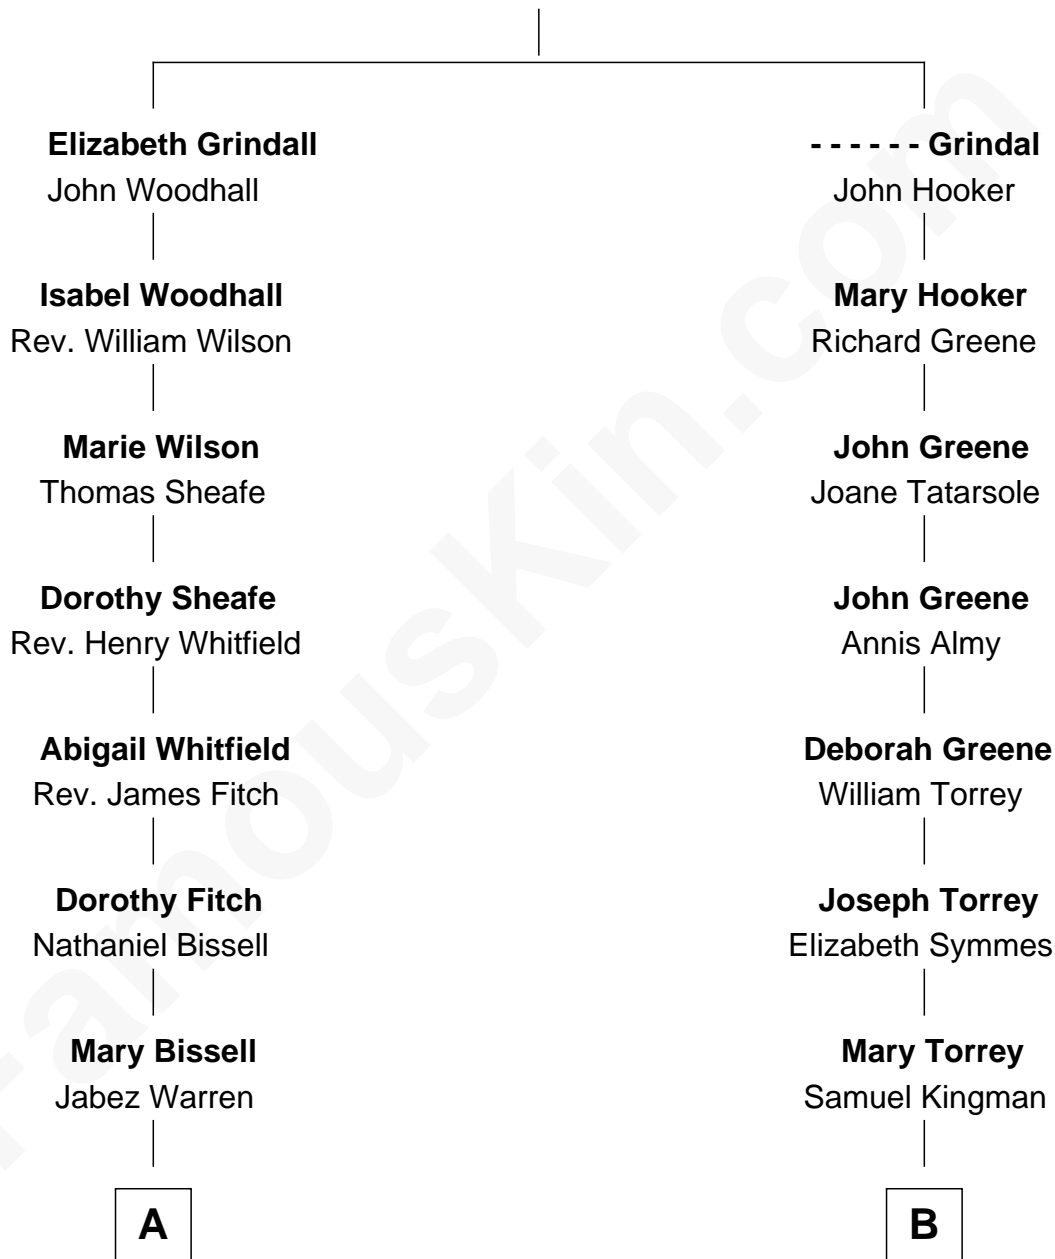 Elizabeth Grindall
John Woodhall
Isabel Woodhall
Rev. William Wilson
Marie Wilson
Thomas Sheafe
Dorothy Sheafe
Rev. Henry Whitfield
Abigail Whitfield
Rev. James Fitch
Dorothy Fitch
Nathaniel Bissell
Mary Bissell
Jabez Warren
A
- - - - - - Grindal
John Hooker
Mary Hooker
Richard Greene
John Greene
Joane Tatarsole
John Greene
Annis Almy
Deborah Greene
William Torrey
Joseph Torrey
Elizabeth Symmes
Mary Torrey
Samuel Kingman
B
FamousKin.com